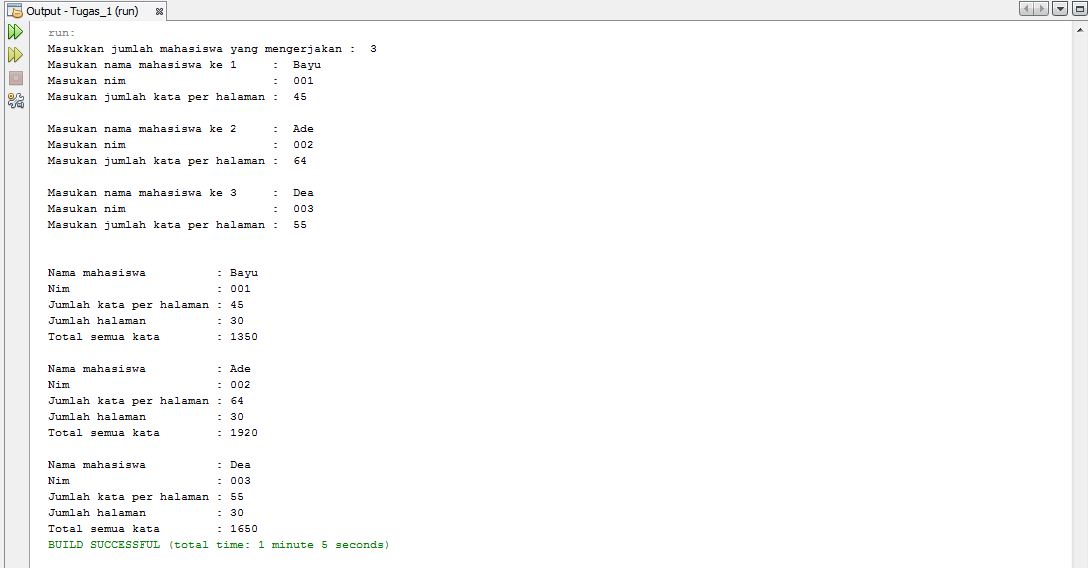 Output - Tugas_1 (run)
run:
Masukkan jumlah mahasiswa yang mengerjakan :  3
Masukan nama mahasiswa ke 1     :  Bayu
Masukan nim                     :  001
Masukan jumlah kata per halaman :  45
Masukan nama mahasiswa ke 2     :  Ade
Masukan nim                     :  002
Masukan jumlah kata per halaman :  64
Masukan nama mahasiswa ke 3     :  Dea
Masukan nim                     :  003
Masukan jumlah kata per halaman :  55
Nama mahasiswa          : Bayu
Nim                     : 001
Jumlah kata per halaman : 45
Jumlah halaman          : 30
Total semua kata        : 1350
Nama mahasiswa          : Ade
Nim                     : 002
Jumlah kata per halaman : 64
Jumlah halaman          : 30
Total semua kata        : 1920
Nama mahasiswa          : Dea
Nim                     : 003
Jumlah kata per halaman : 55
Jumlah halaman          : 30
Total semua kata        : 1650
BUILD SUCCESSFUL (total time: 1 minute 5 seconds)